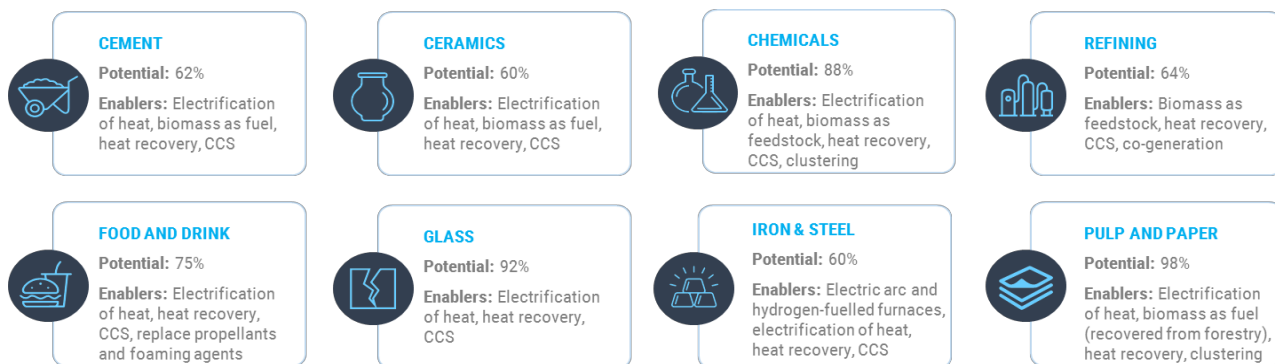 CEMENT
Potential: 62%
Enablers: Electrification
of heat, biomass as fuel,
heat recovery, CCS
CERAMICS
Potential: 60%
Enablers: Electrification
of heat, biomass as fuel,
heat recovery, CCS
CHEMICALS
Potential: 88%
Enablers: Electrification
of heat, biomass as
feedstock, heat recovery,
CCS, clustering
REFINING
Potential: 64%
Enablers: Biomass as
feedstock, heat recovery,
CCS, co-generation
FOOD AND DRINK
Potential: 75%
Enablers: Electrification
of heat, heat recovery,
CCS, replace propellants
and foaming agents
GLASS
Potential: 92%
Enablers: Electrification
of heat, heat recovery,
CCS
IRON & STEEL
Potential: 60%
Enablers: Electric arc and
hydrogen-fuelled furnaces,
electrification of heat,
heat recovery, CCS
PULP AND PAPER
Potential: 98%
Enablers: Electrification
of heat, biomass as fuel
(recovered from forestry),
heat recovery, clustering